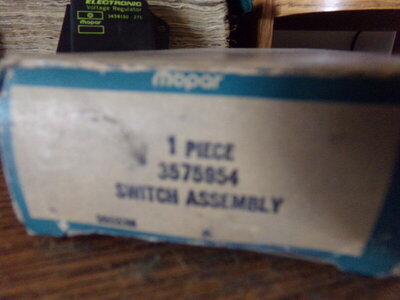 ELECTRONIC
Voltage Regulator
mopar
mopar
1 PIECE
3575954
SWITCH ASSEMBLY